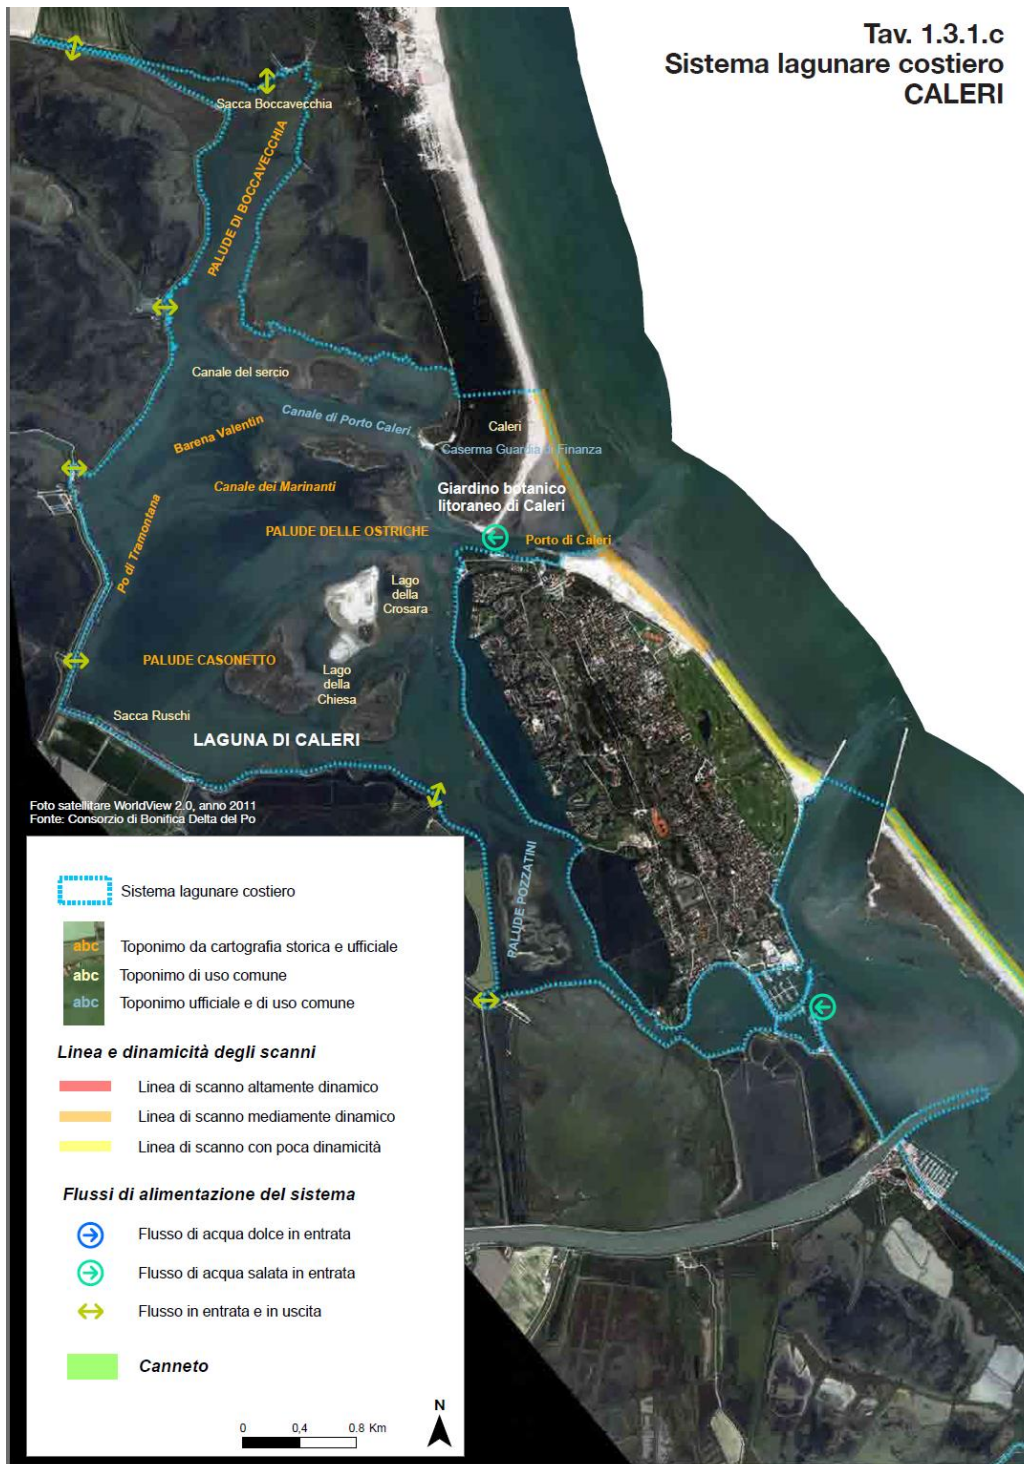 Tav. 1.3.1.c
Sistema lagunare costiero
CALERI
Sacca Boccavecchia
PALUDE DI BOCCAVECCHIA
Canale del sercio
Canale di Porto Caleri
Barena Valentin
Caleri
Caserma Guardia di Finanza
Canale dei Marinanti
Giardino botanico
litoraneo di Caleri
Po di Tramontana
PALUDE DELLE OSTRICHE
Porto di Caleri
Lago
della
Crosara
PALUDE CASONETTO
Lago
della
Chiesa
Sacca Ruschi
LAGUNA DI CALERI
Foto satellitare WorldView 2.0, anno 2011
Fonte: Consorzio di Bonifica Delta del Po
PALUDE POZZATINI
Sistema lagunare costiero
abc Toponimo da cartografia storica e ufficiale
abc Toponimo di uso comune
abc Toponimo ufficiale e di uso comune
Linea e dinamicità degli scanni
Linea di scanno altamente dinamico
Linea di scanno mediamente dinamico
Linea di scanno con poca dinamicità
Flussi di alimentazione del sistema
Flusso di acqua dolce in entrata
Flusso di acqua salata in entrata
Flusso in entrata e in uscita
Canneto
N
0 0,4 0.8 Km